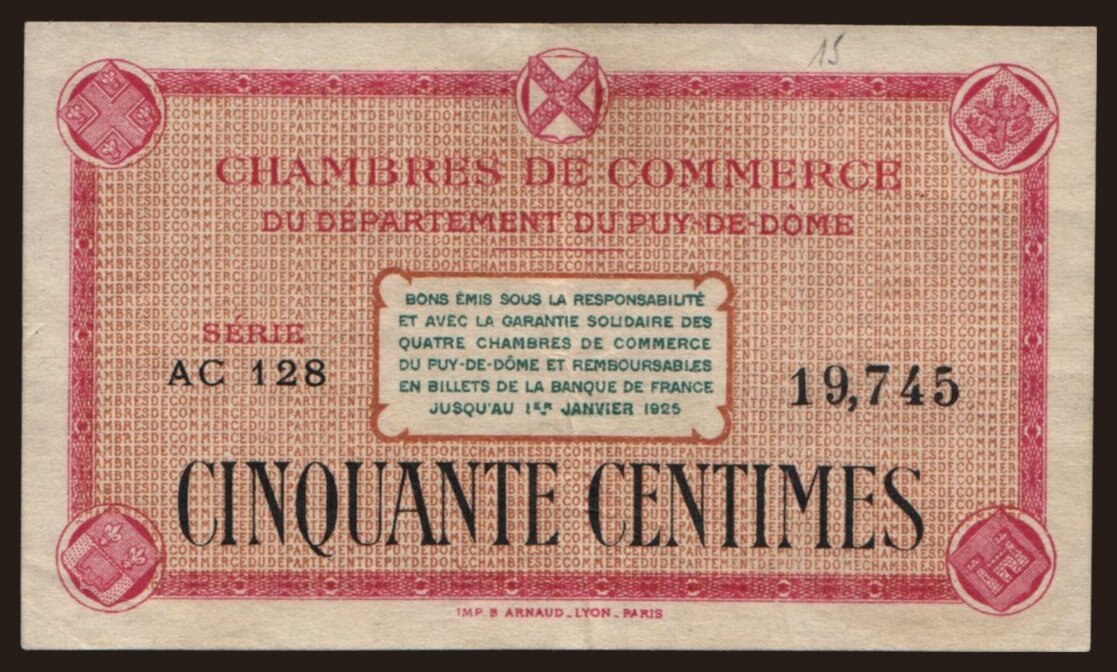 15
CHAMBRES DE COMMERCE
DU DÉPARTEMENT DU PUY-DE-DÔME
BONS ÉMIS SOUS LA RESPONSABILITÉ
ET AVEC LA GARANTIE SOLIDAIRE DES
QUATRE CHAMBRES DE COMMERCE
DU PUY-DE-DÔME ET REMBOURSABLES
EN BILLETS DE LA BANQUE DE FRANCE
JUSQU'AU 1ER JANVIER 1925
SÉRIE
AC 128
19,745
CINQUANTE CENTIMES
IMP. B ARNAUD_LYON_PARIS